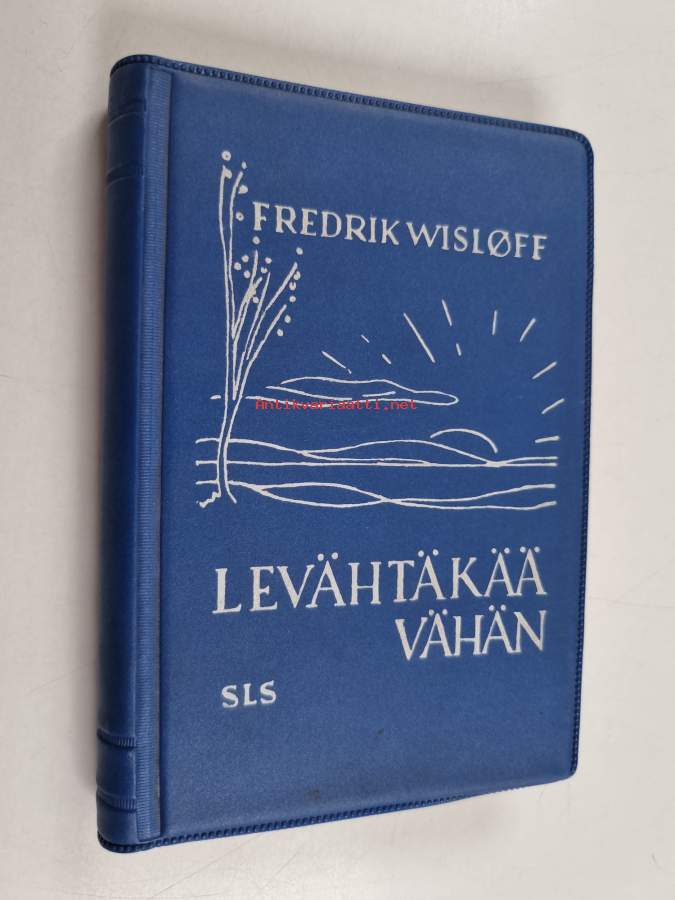 FREDRIK WISLØFF
Antikvariaatti.net
LEVÄHTÄKÄÄ
VÄHÄN
SLS